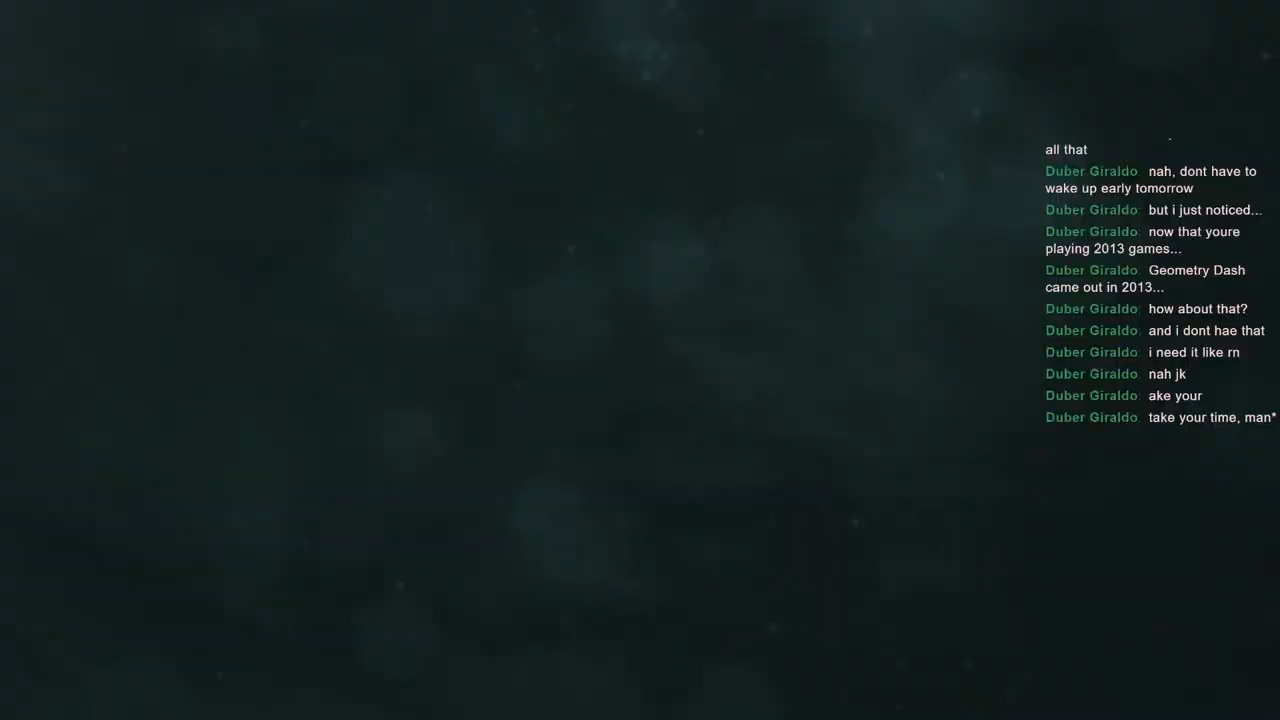 all that
Duber Giraldo: nah, dont have to
wake up early tomorrow
Duber Giraldo: but i just noticed...
Duber Giraldo: now that youre
playing 2013 games...
Duber Giraldo: Geometry Dash
came out in 2013...
Duber Giraldo: how about that?
Duber Giraldo: and i dont hae that
Duber Giraldo: i need it like rn
Duber Giraldo: nah jk
Duber Giraldo: ake your
Duber Giraldo: take your time, man*